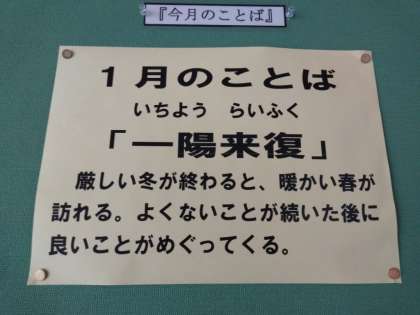 『今月のことば』
1月のことば
いちよう らいふく
「一陽来復」
厳しい冬が終わると、暖かい春が
訪れる。よくないことが続いた後に
良いことがめぐってくる。